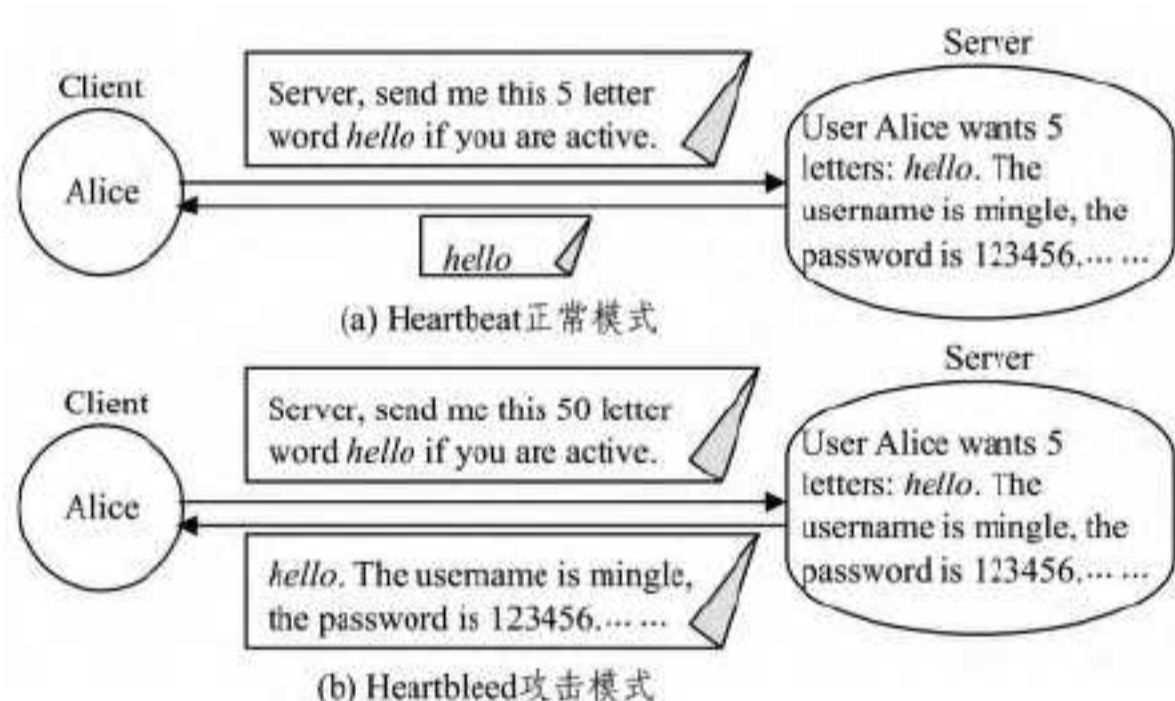 Client
Server
Alice
Server, send me this 5 letter
word hello if you are active.
hello
User Alice wants 5
letters: hello. The
username is mingle, the
password is 123456.… …
(a) Heartbeat正常模式
Client
Server
Alice
Server, send me this 50 letter
word hello if you are active.
hello. The username is mingle,
the password is 123456.… …
User Alice wants 5
letters: hello. The
username is mingle, the
password is 123456.… …
(b) Heartbleed攻击模式